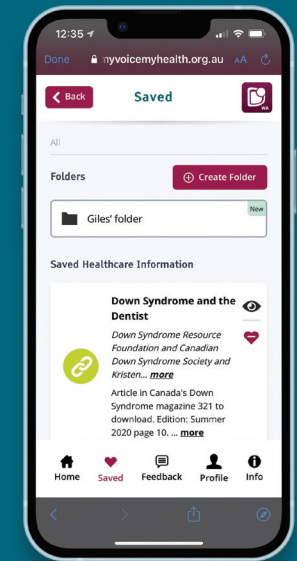 12:35
Done
nyvoicemyhealth.org.au
AA
Back
Saved
WA
All
Folders
Create Folder
Giles' folder
New
Saved Healthcare Information
Down Syndrome and the
Dentist
Down Syndrome Resource
Foundation and Canadian
Down Syndrome Society and
Kristen... more
Article in Canada's Down
Syndrome magazine 321 to
download. Edition: Summer
2020 page 10. ... more
Home
Saved
Feedback
Profile
Info